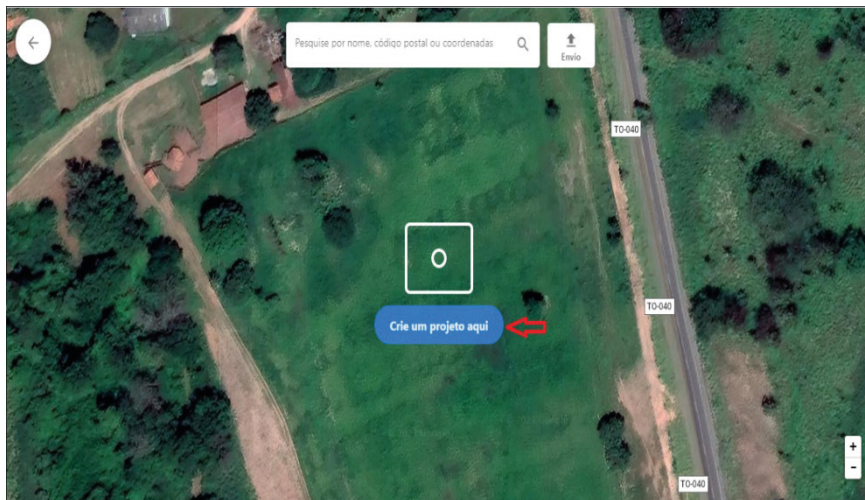 Pesquise por nome, código postal ou coordenadas
Envio
TO-040
TO-040
Crie um projeto aqui
+
-
TO-040